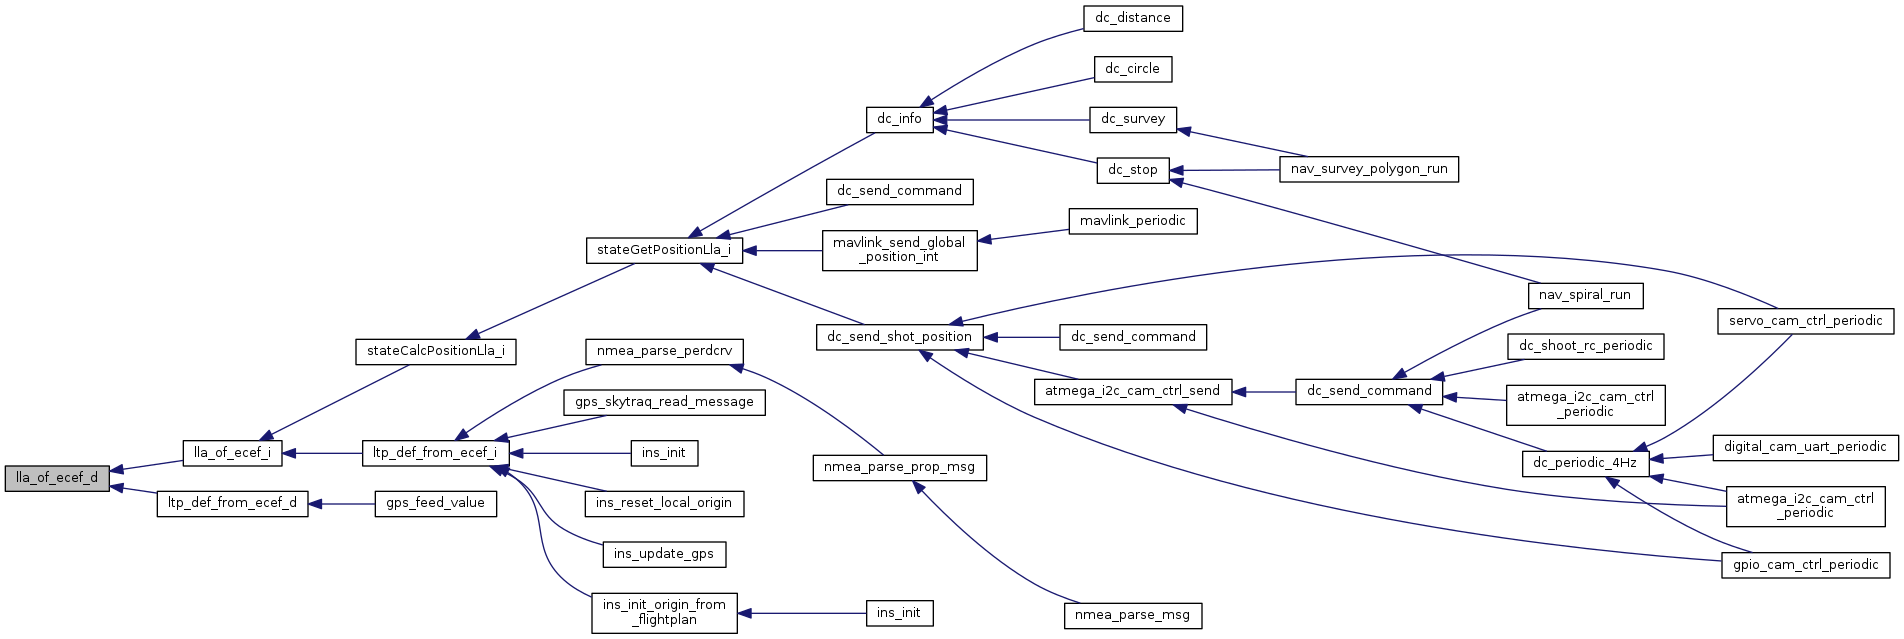 dc_distance
dc_circle
dc_info
dc_survey
dc_stop
nav_survey_polygon_run
dc_send_command
mavlink_periodic
mavlink_send_global
_position_int
stateGetPositionLla_i
nav_spiral_run
servo_cam_ctrl_periodic
dc_send_shot_position
dc_send_command
stateCalcPositionLla_i
nmea_parse_perdcrv
dc_shoot_rc_periodic
atmega_i2c_cam_ctrl_send
dc_send_command
atmega_i2c_cam_ctrl
_periodic
gps_skytraq_read_message
lla_of_ecef_i
ltp_def_from_ecef_i
ins_init
digital_cam_uart_periodic
dc_periodic_4Hz
nmea_parse_prop_msg
lla_of_ecef_d
ltp_def_from_ecef_d
gps_feed_value
ins_reset_local_origin
atmega_i2c_cam_ctrl
_periodic
ins_update_gps
gpio_cam_ctrl_periodic
ins_init_origin_from
_flightplan
ins_init
nmea_parse_msg